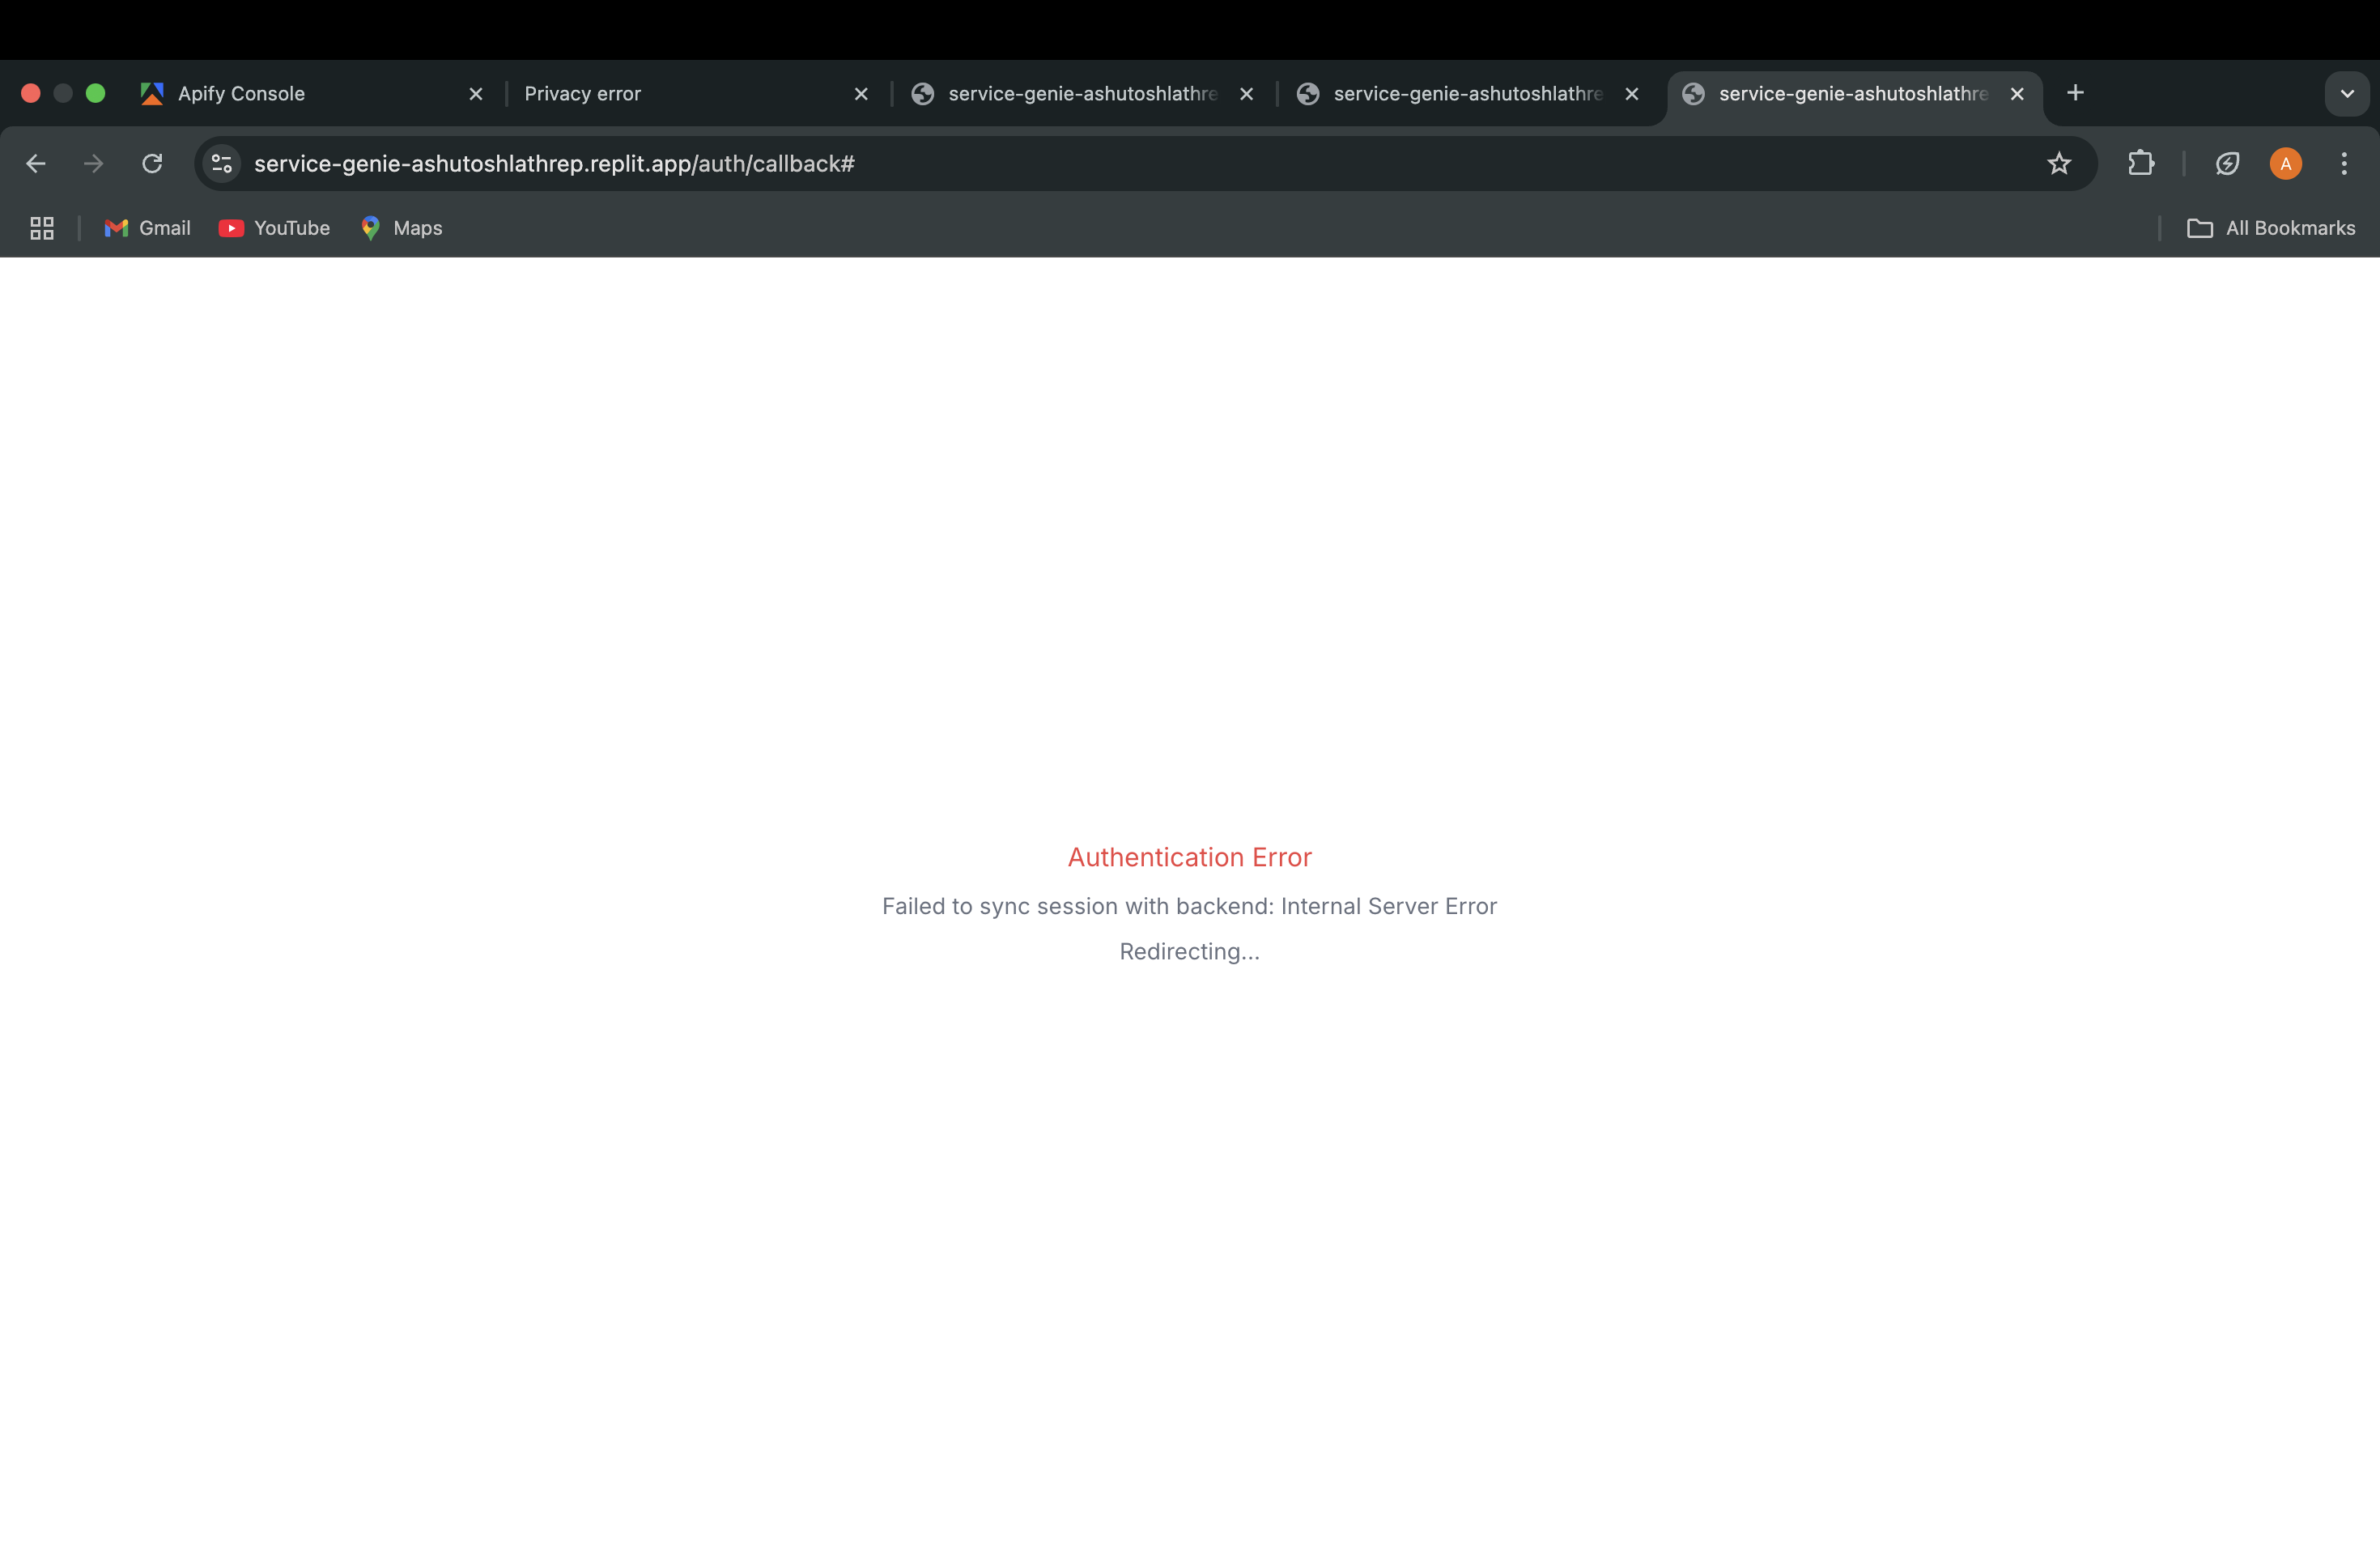 Apify Console
Privacy error
service-genie-ashutoshlathre
service-genie-ashutoshlathre
service-genie-ashutoshlathre
service-genie-ashutoshlathrep.replit.app/auth/callback#
A
Gmail
YouTube
Maps
All Bookmarks
Authentication Error
Failed to sync session with backend: Internal Server Error
Redirecting...